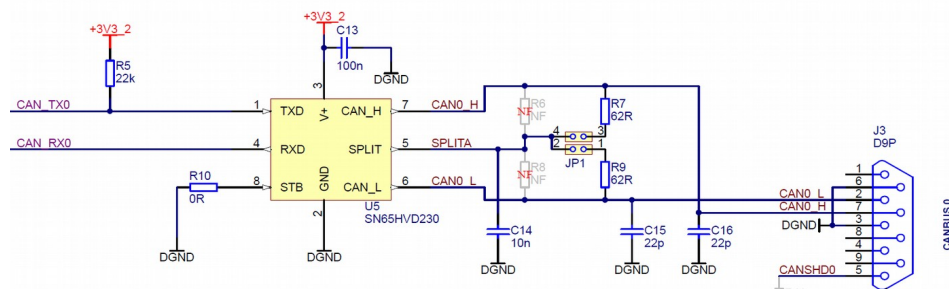 +3V3_2
+3V3_2
C13
100n
DGND
R5
22k
CAN_TX0
CAN_RX0
1
4
8
3
2
7
5
6
TXD
RXD
STB
V+
GND
CAN_H
SPLIT
CAN_L
U5
SN65HVD230
R10
0R
DGND
DGND
CAN0_H
SPLITA
CAN0_L
R6
NF
NF
R8
NF
NF
4
3
2
1
JP1
R7
62R
R9
62R
C14
10n
DGND
C15
22p
DGND
C16
22p
DGND
J3
D9P
CAN0_L
CAN0_H
DGND
CANSHD0
1
6
2
7
3
8
4
9
5
CANBUS0